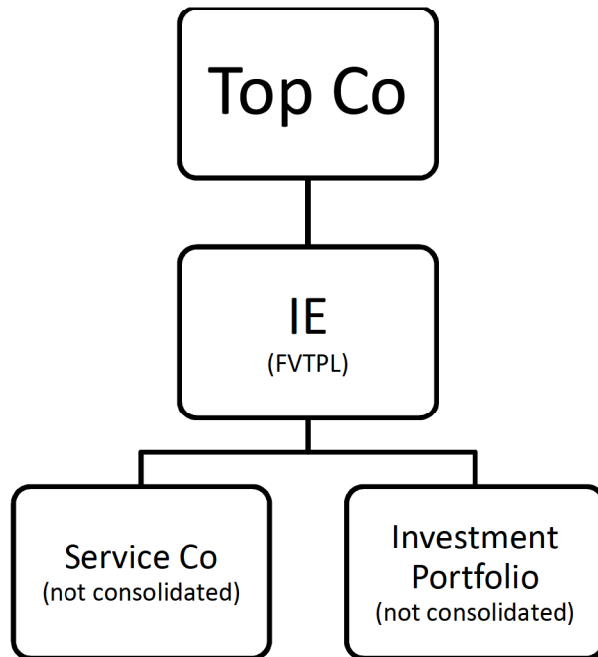 Top Co
IE
(FVTPL)
Service Co
(not consolidated)
Investment
Portfolio
(not consolidated)